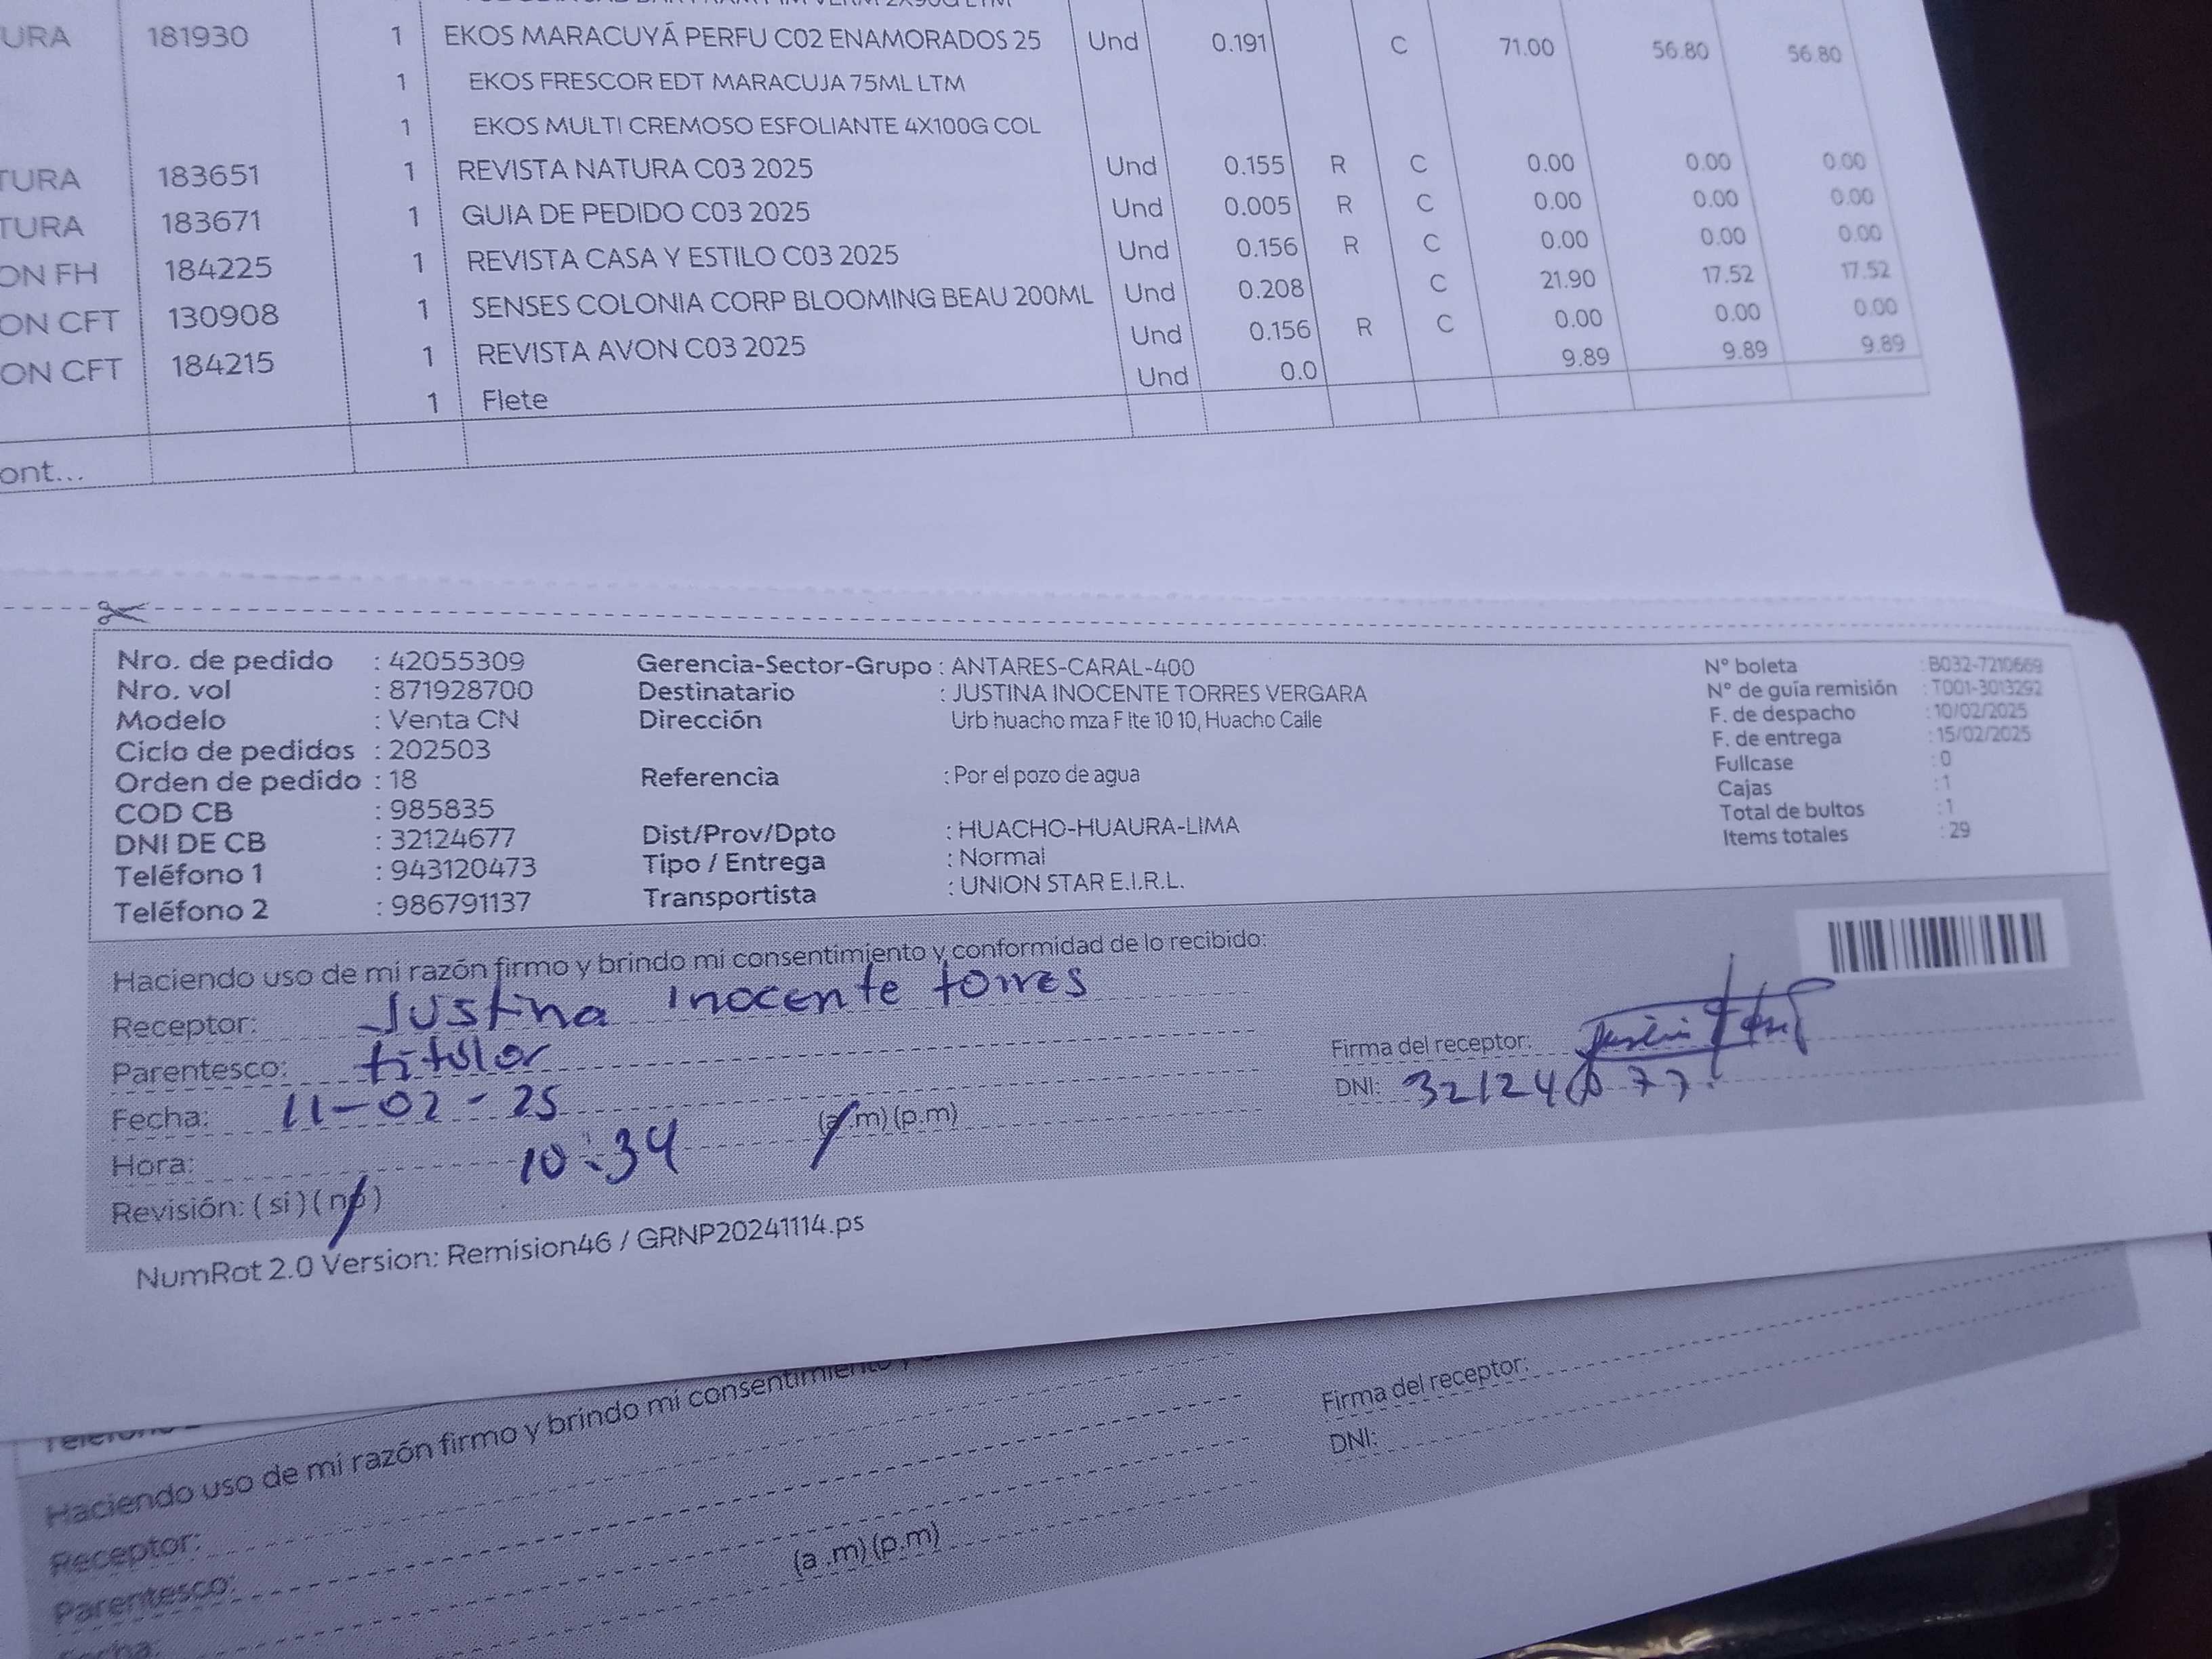 URA 181930 1 EKOS MARACUYÁ PERFU C02 ENAMORADOS 25 Und 0.191 C 71.00 56.80 56.80
1 EKOS FRESCOR EDT MARACUJA 75ML LTM
1 EKOS MULTI CREMOSO ESFOLIANTE 4X100G COL
TURA 183651 1 REVISTA NATURA C03 2025 Und 0.155 R C 0.00 0.00 0.00
TURA 183671 1 GUIA DE PEDIDO C03 2025 Und 0.005 R C 0.00 0.00 0.00
ON FH 184225 1 REVISTA CASA Y ESTILO C03 2025 Und 0.156 R C 0.00 0.00 0.00
ON CFT 130908 1 SENSES COLONIA CORP BLOOMING BEAU 200ML Und 0.208 C 21.90 17.52 17.52
ON CFT 184215 1 REVISTA AVON C03 2025 Und 0.156 R C 0.00 0.00 0.00
1 Flete Und 0.0 9.89 9.89 9.89
ont...
Nro. de pedido : 42055309
Nro. vol : 871928700
Modelo : Venta CN
Ciclo de pedidos : 202503
Orden de pedido : 18
COD CB : 985835
DNI DE CB : 32124677
Teléfono 1 : 943120473
Teléfono 2 : 986791137
Gerencia-Sector-Grupo : ANTARES-CARAL-400
Destinatario : JUSTINA INOCENTE TORRES VERGARA
Dirección Urb huacho mza F lte 10 10, Huacho Calle
Referencia : Por el pozo de agua
Dist/Prov/Dpto : HUACHO-HUAURA-LIMA
Tipo / Entrega : Normal
Transportista : UNION STAR E.I.R.L.
N° boleta : B032-7210669
N° de guía remisión : T001-3013292
F. de despacho : 10/02/2025
F. de entrega : 15/02/2025
Fullcase : 0
Cajas : 1
Total de bultos : 1
Items totales : 29
Haciendo uso de mi razón firmo y brindo mi consentimiento y conformidad de lo recibido:
Receptor: Justina Inocente torres
Parentesco: titular
Fecha: 11-02-25
Hora: 10:34 (a.m) (p.m)
Revisión: ( si ) ( no )
Firma del receptor:
DNI: 32124677
NumRot 2.0 Version: Remision46 / GRNP20241114.ps
Haciendo uso de mi razón firmo y brindo mi consentimiento
Receptor:
Parentesco:
(a .m) (p.m)
Firma del receptor:
DNI: